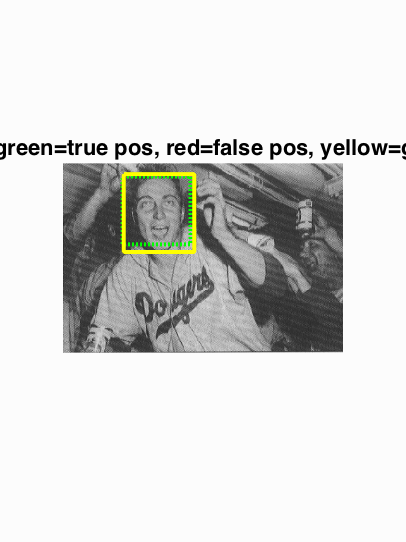 green=true pos, red=false pos, yellow=g
Dodgers